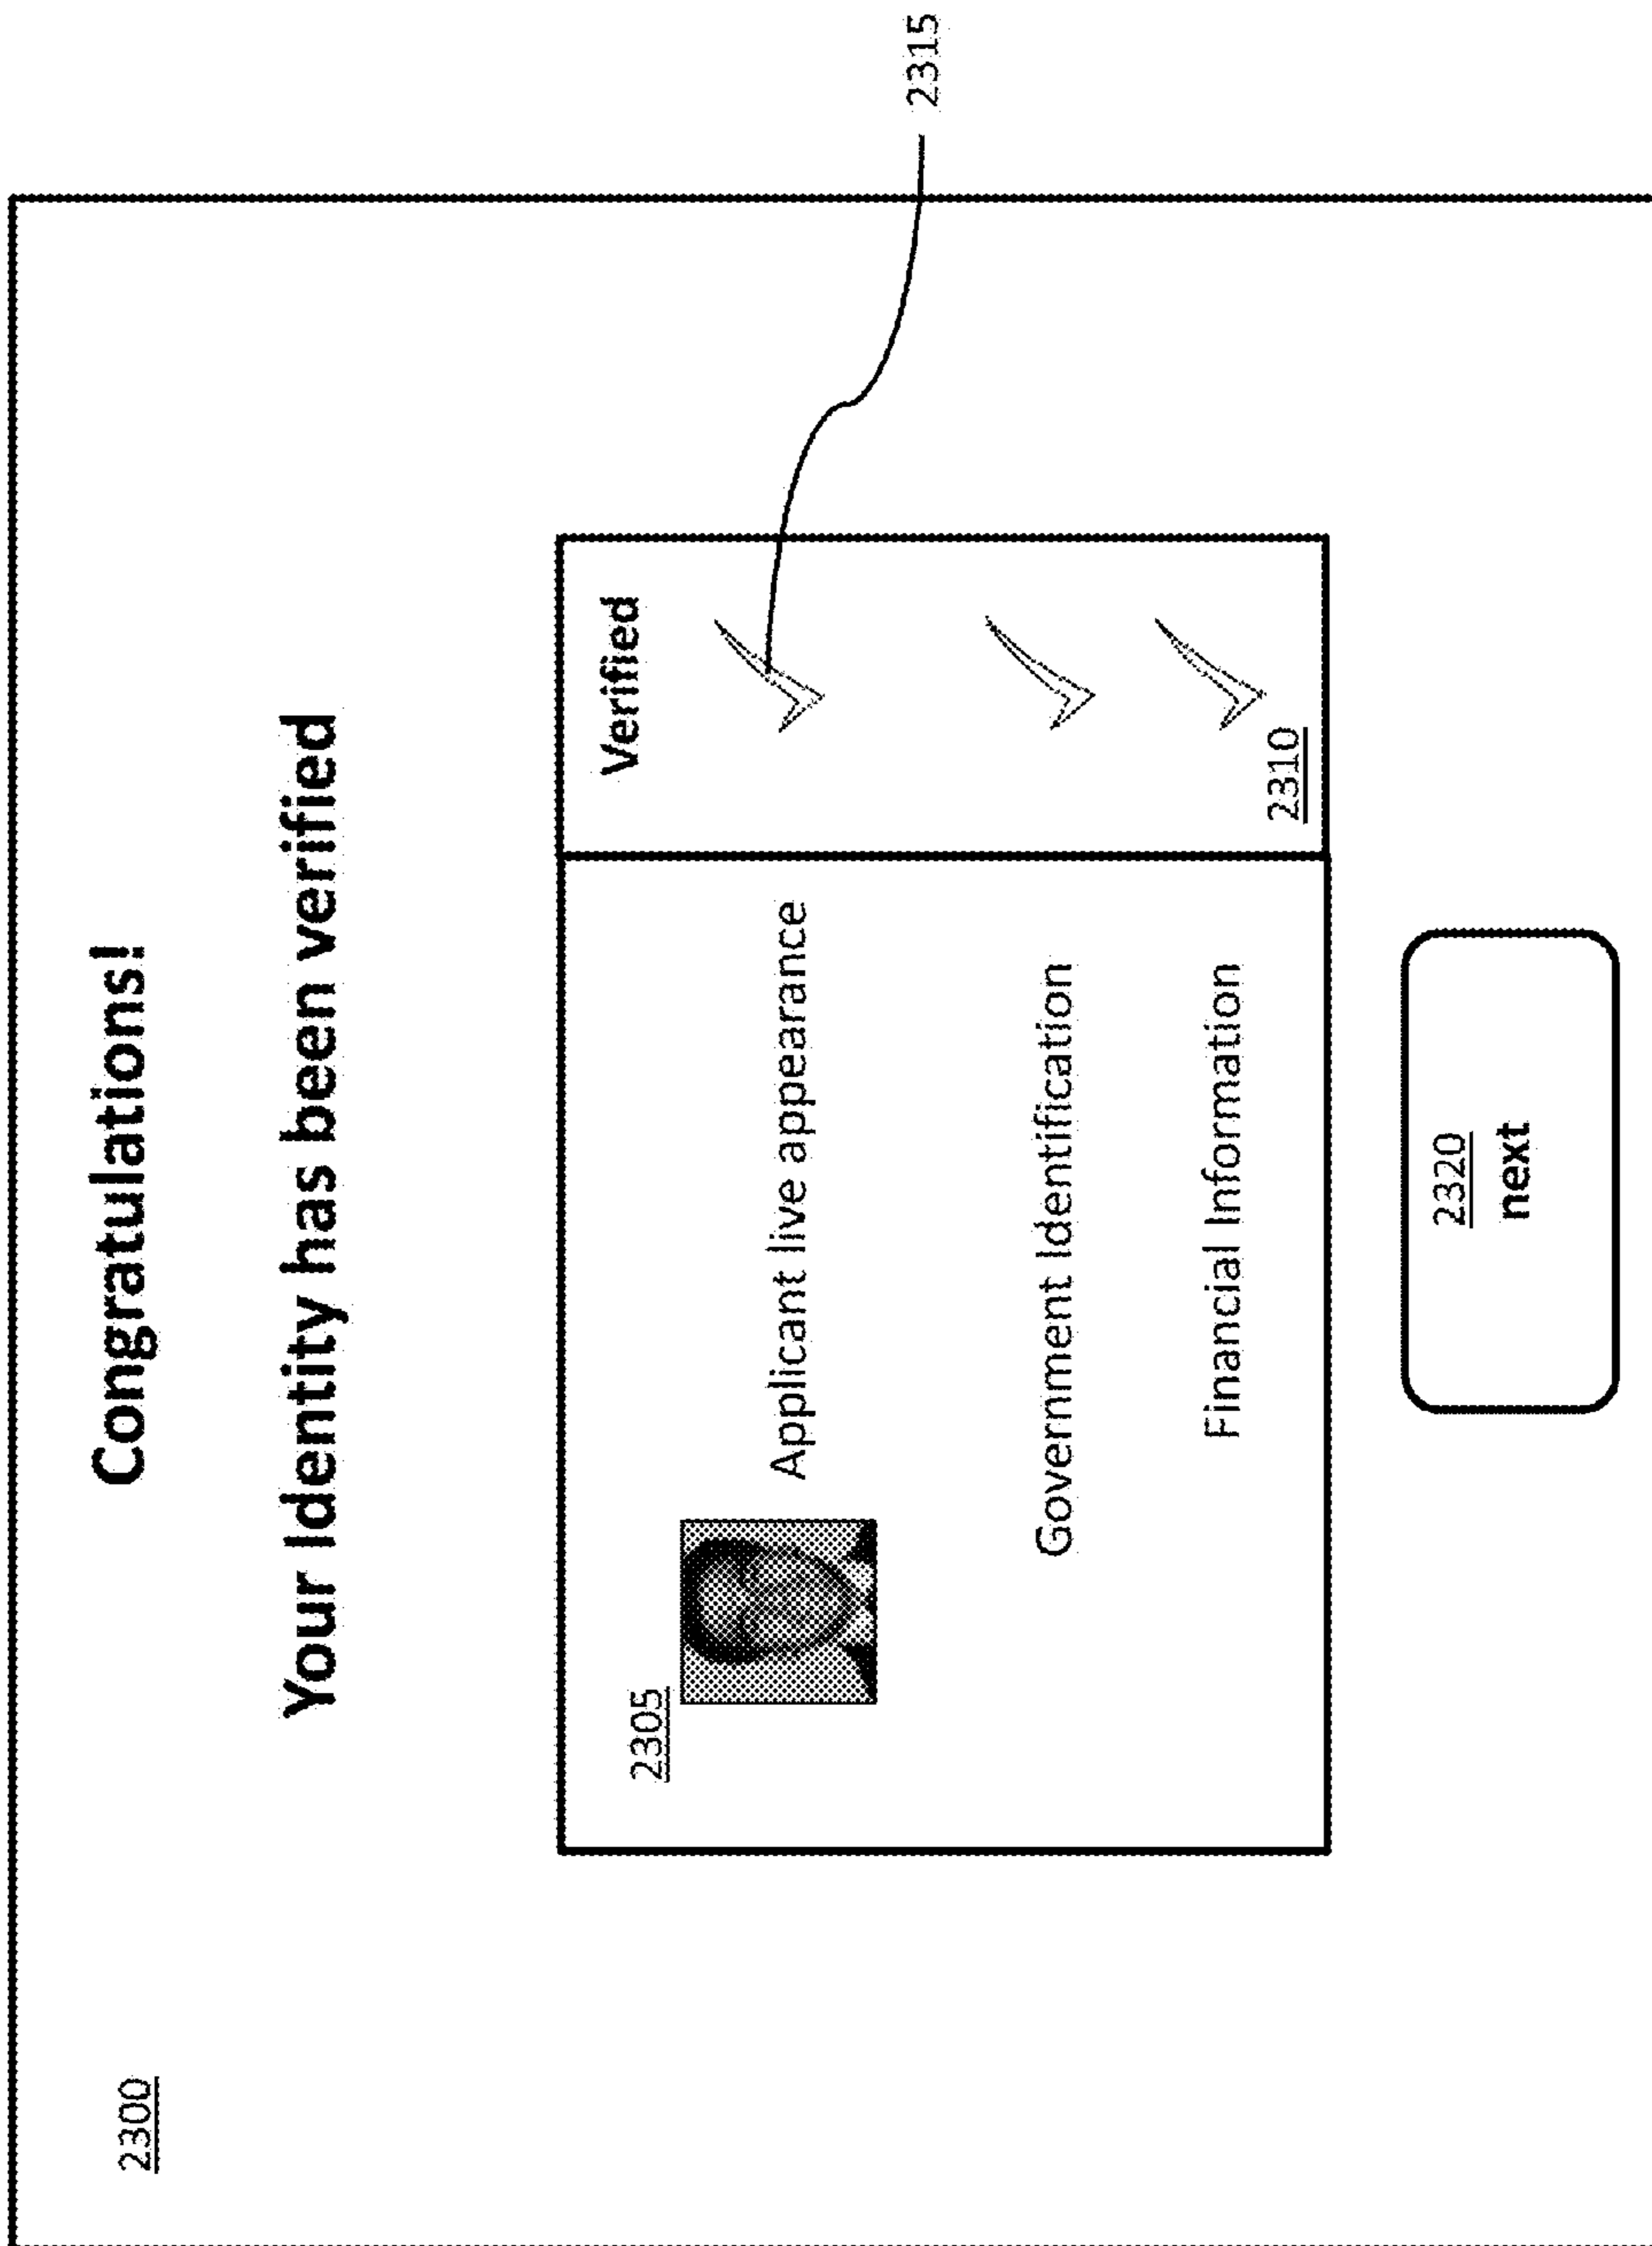 2300
Congratulations!
Your Identity has been verified
2305
Verified
Applicant live appearance
2315
Government Identification
Financial Information
2310
2320
next